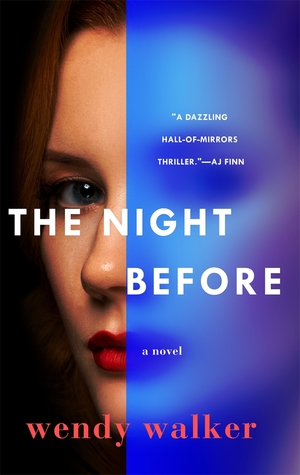 "A DAZZLING
HALL-OF-MIRRORS
THRILLER."—AJ FINN
THE NIGHT
BEFORE
a novel
wendy walker